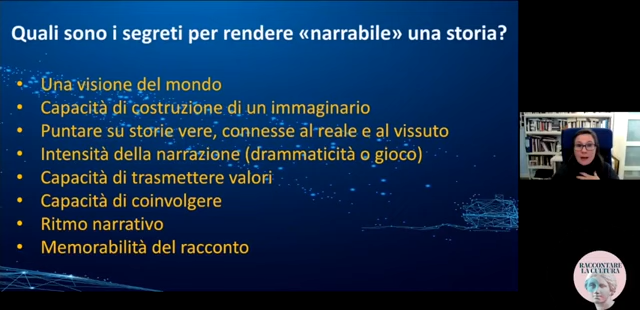 Quali sono i segreti per rendere «narrabile» una storia?
• Una visione del mondo
• Capacità di costruzione di un immaginario
• Puntare su storie vere, connesse al reale e al vissuto
• Intensità della narrazione (drammaticità o gioco)
• Capacità di trasmettere valori
• Capacità di coinvolgere
• Ritmo narrativo
• Memorabilità del racconto
RACCONTARE
LA CULTURA